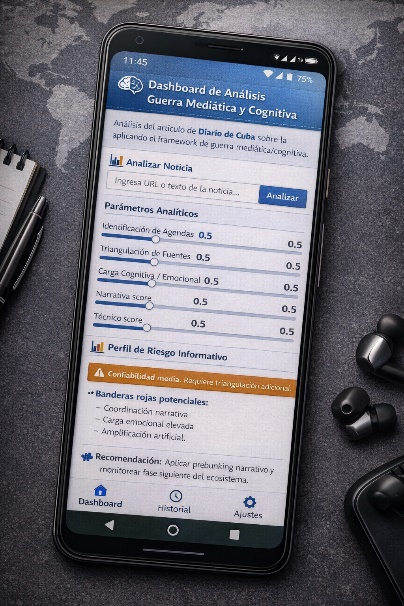 11:45
75%
Dashboard de Análisis
Guerra Mediática y Cognitiva
Análisis del artículo de Diario de Cuba sobre la
aplicando el framework de guerra mediática/cognitiva.
Analizar Noticia
Ingresa URL o texto de la noticia...
Analizar
Parámetros Analíticos
Identificación de Agendas 0.5 0.5
Triangulación de Fuentes 0.5 0.5
Carga Cognitiva / Emocional 0.5 0.5
Narrativa score 0.5 0.5
Técnico score 0.5 0.5
Perfil de Riesgo Informativo
Confiabilidad media. Requiere triangulación adicional.
Banderas rojas potenciales:
– Coordinación narrativa
– Carga emocional elevada
– Amplificación artificial.
Recomendación: Aplicar prebunking narrativo y
monitorear fase siguiente del ecosistema.
Dashboard
Historial
Ajustes